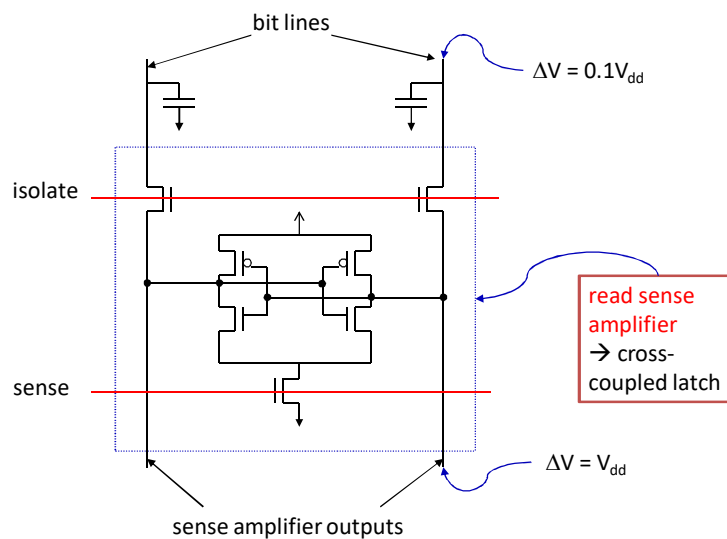 bit lines
ΔV = 0.1Vdd
isolate
read sense
amplifier
→ cross-
coupled latch
sense
ΔV = Vdd
sense amplifier outputs